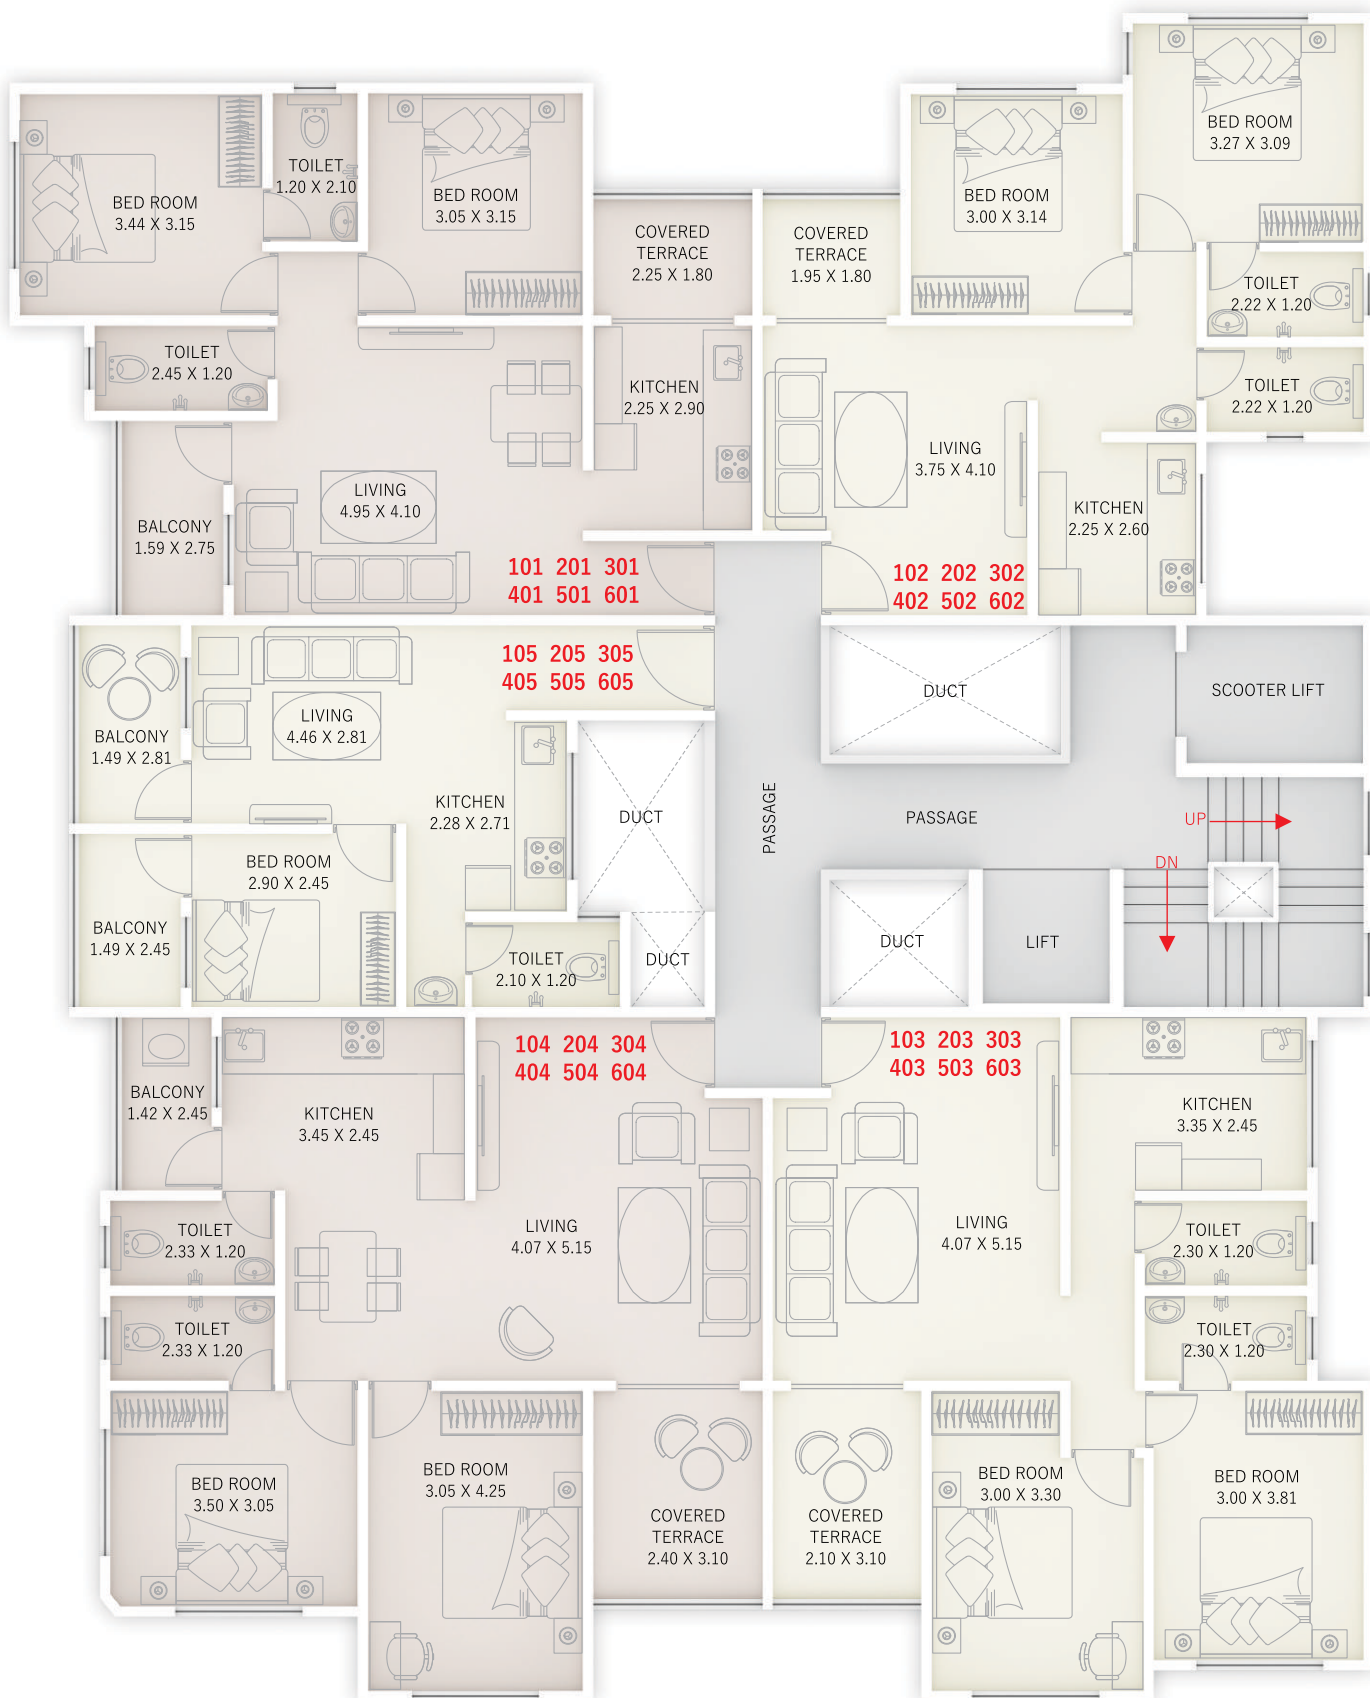 BED ROOM
3.44 X 3.15
TOILET
1.20 X 2.10
BED ROOM
3.05 X 3.15
COVERED
TERRACE
2.25 X 1.80
COVERED
TERRACE
1.95 X 1.80
BED ROOM
3.00 X 3.14
BED ROOM
3.27 X 3.09
TOILET
2.22 X 1.20
TOILET
2.22 X 1.20
TOILET
2.45 X 1.20
KITCHEN
2.25 X 2.90
LIVING
4.95 X 4.10
BALCONY
1.59 X 2.75
101 201 301
401 501 601
LIVING
3.75 X 4.10
KITCHEN
2.25 X 2.60
102 202 302
402 502 602
105 205 305
405 505 605
LIVING
4.46 X 2.81
BALCONY
1.49 X 2.81
KITCHEN
2.28 X 2.71
DUCT
DUCT
SCOOTER LIFT
PASSAGE
PASSAGE
UP
DN
BED ROOM
2.90 X 2.45
BALCONY
1.49 X 2.45
TOILET
2.10 X 1.20
DUCT
DUCT
LIFT
104 204 304
404 504 604
103 203 303
403 503 603
BALCONY
1.42 X 2.45
KITCHEN
3.45 X 2.45
KITCHEN
3.35 X 2.45
LIVING
4.07 X 5.15
LIVING
4.07 X 5.15
TOILET
2.33 X 1.20
TOILET
2.30 X 1.20
TOILET
2.33 X 1.20
TOILET
2.30 X 1.20
BED ROOM
3.50 X 3.05
BED ROOM
3.05 X 4.25
COVERED
TERRACE
2.40 X 3.10
COVERED
TERRACE
2.10 X 3.10
BED ROOM
3.00 X 3.30
BED ROOM
3.00 X 3.81